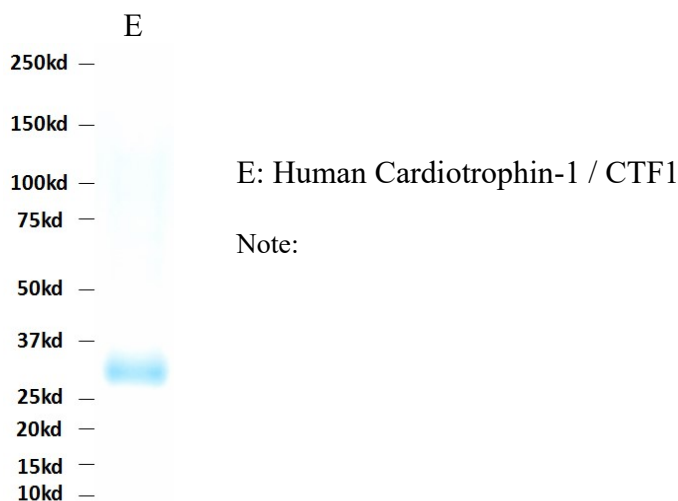 E
250kd
150kd
100kd
75kd
50kd
37kd
25kd
20kd
15kd
10kd
E: Human Cardiotrophin-1 / CTF1
Note: